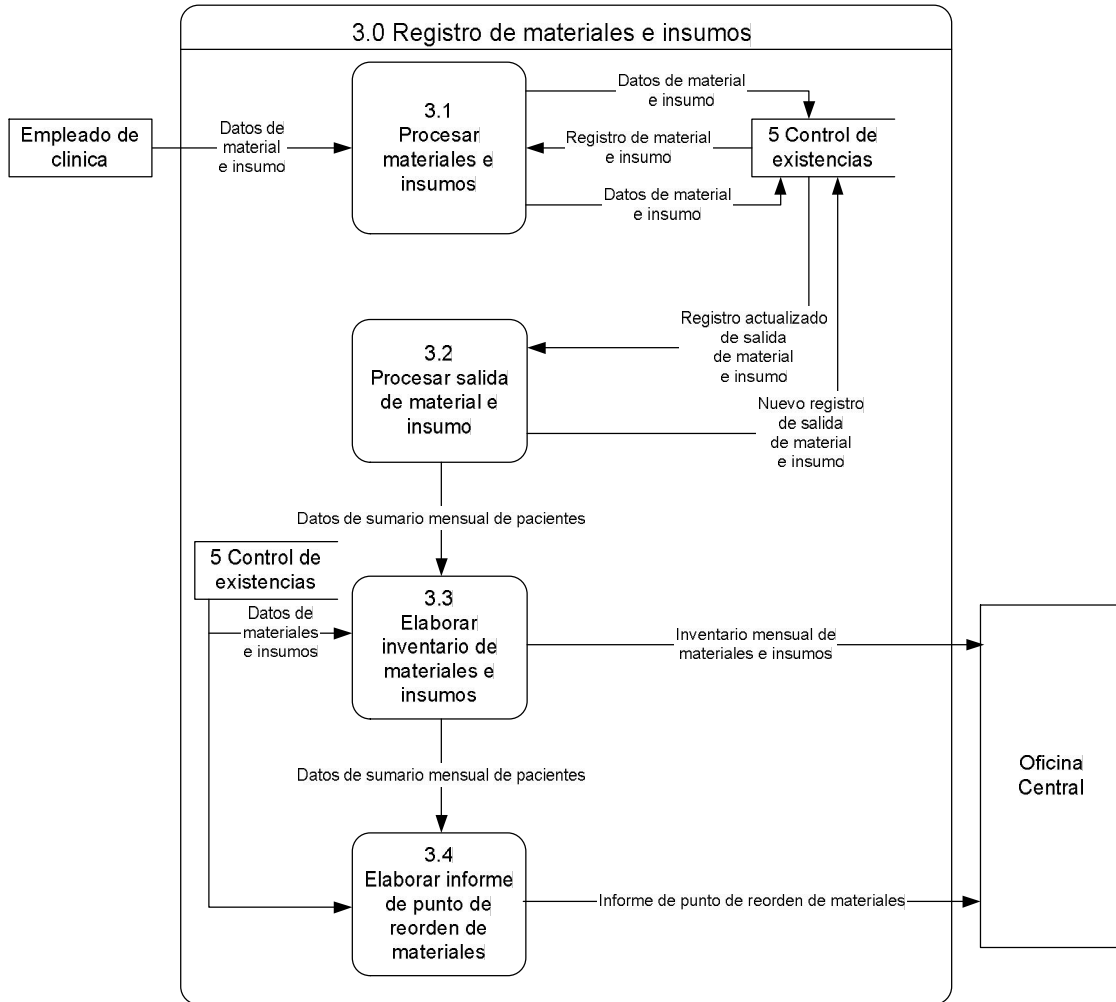 3.0 Registro de materiales e insumos
3.1
Procesar
materiales e
insumos
Datos de material
e insumo
Empleado de
clinica
Datos de
material
e insumo
Registro de material
e insumo
5 Control de
existencias
Datos de material
e insumo
3.2
Procesar salida
de material e
insumo
Registro actualizado
de salida
de material
e insumo
Nuevo registro
de salida
de material
e insumo
Datos de sumario mensual de pacientes
5 Control de
existencias
Datos de
materiales
e insumos
3.3
Elaborar
inventario de
materiales e
insumos
Inventario mensual de
materiales e insumos
Datos de sumario mensual de pacientes
Oficina
Central
3.4
Elaborar informe
de punto de
reorden de
materiales
Informe de punto de reorden de materiales